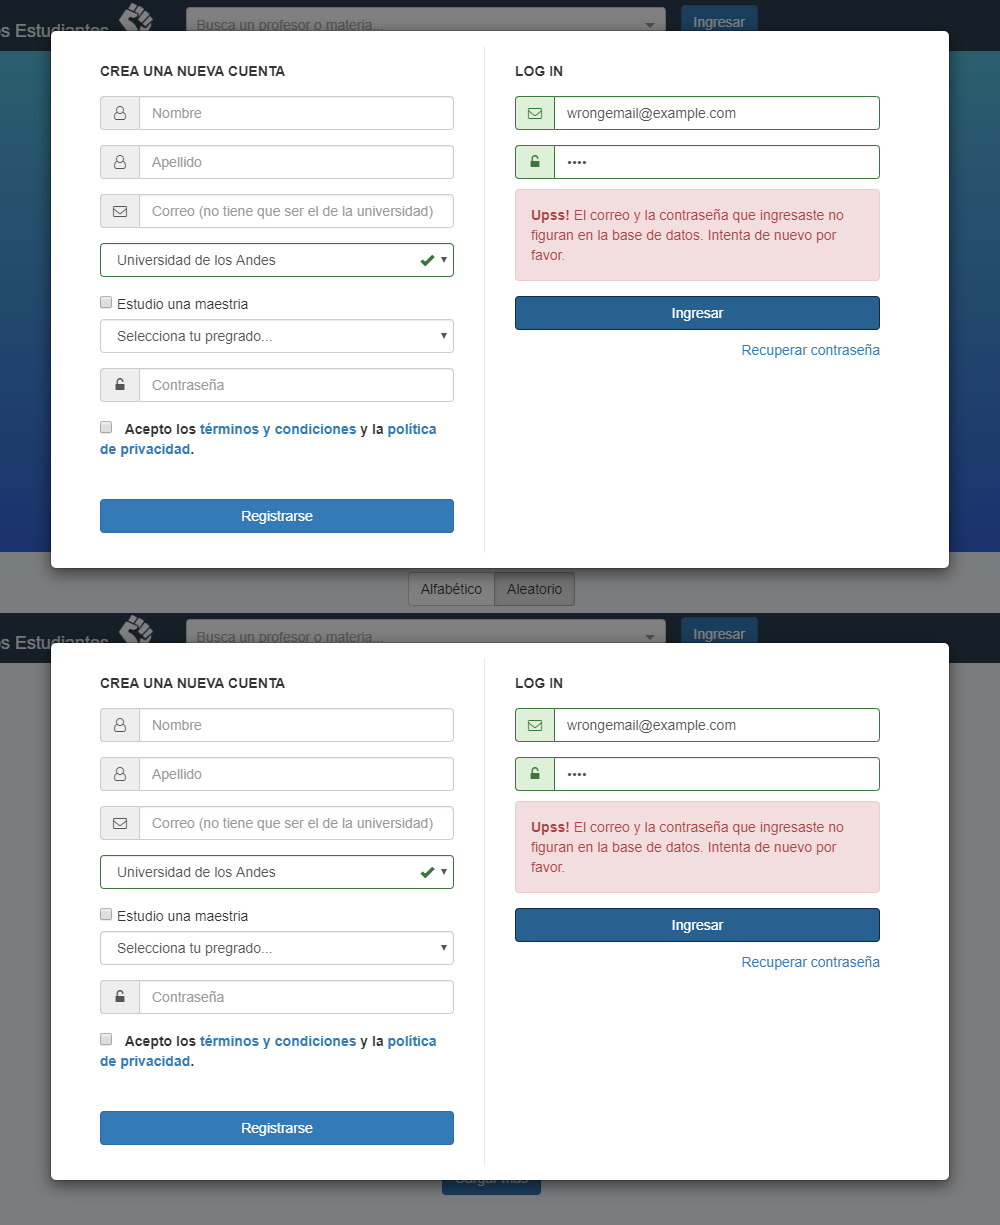 os Estudiantes
Busca un profesor o materia...
Ingresar
CREA UNA NUEVA CUENTA
Nombre
Apellido
Correo (no tiene que ser el de la universidad)
Universidad de los Andes
Estudio una maestria
Selecciona tu pregrado...
Contraseña
Acepto los términos y condiciones y la política
de privacidad.
Registrarse
LOG IN
wrongemail@example.com
••••
Upss! El correo y la contraseña que ingresaste no
figuran en la base de datos. Intenta de nuevo por
favor.
Ingresar
Recuperar contraseña
Alfabético
Aleatorio
os Estudiantes
Busca un profesor o materia...
Ingresar
CREA UNA NUEVA CUENTA
Nombre
Apellido
Correo (no tiene que ser el de la universidad)
Universidad de los Andes
Estudio una maestria
Selecciona tu pregrado...
Contraseña
Acepto los términos y condiciones y la política
de privacidad.
Registrarse
LOG IN
wrongemail@example.com
••••
Upss! El correo y la contraseña que ingresaste no
figuran en la base de datos. Intenta de nuevo por
favor.
Ingresar
Recuperar contraseña
Cargar más